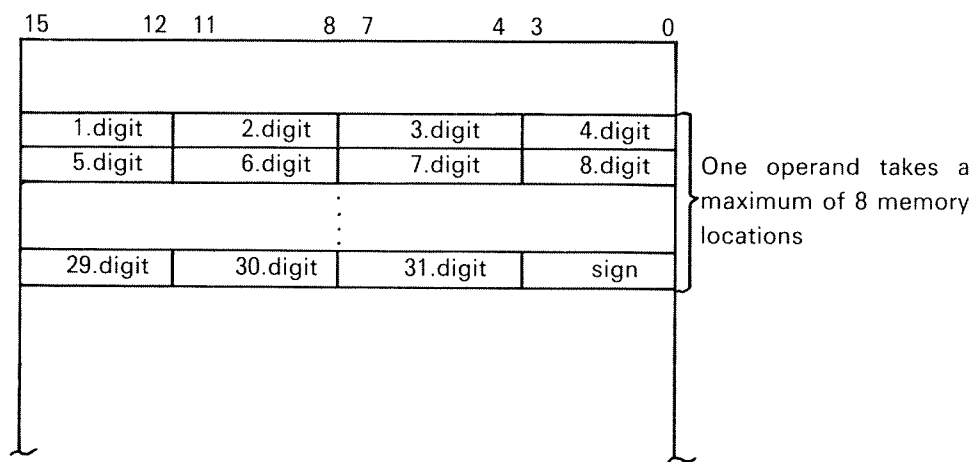 15 12 11 8 7 4 3 0
1.digit 2.digit 3.digit 4.digit
5.digit 6.digit 7.digit 8.digit
29.digit 30.digit 31.digit sign
One operand takes a
maximum of 8 memory
locations